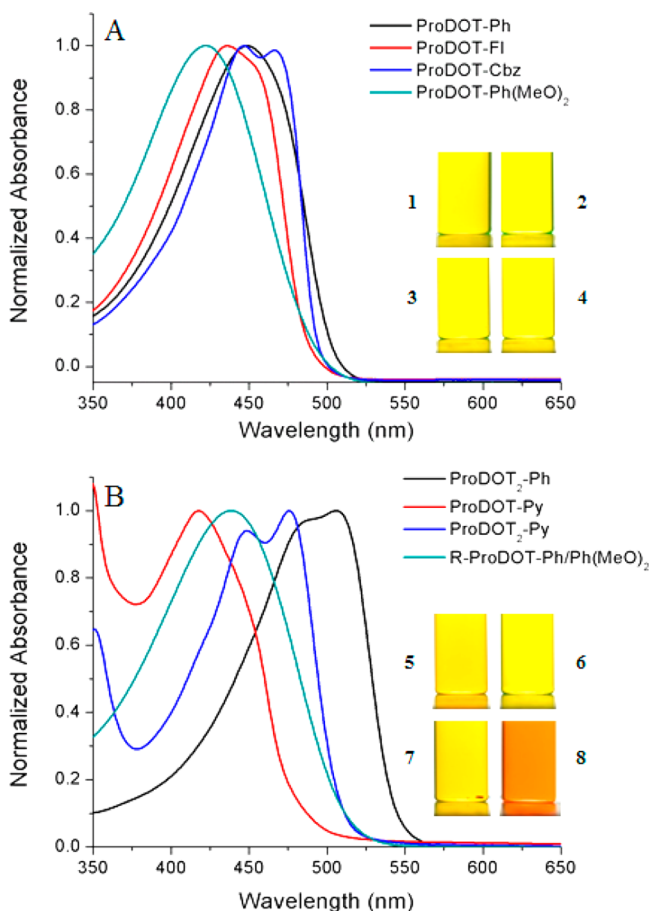 A
ProDOT-Ph
ProDOT-Fl
ProDOT-Cbz
ProDOT-Ph(MeO)₂
Normalized Absorbance
1.0
0.8
0.6
0.4
0.2
0.0
1
2
3
4
350 400 450 500 550 600 650
Wavelength (nm)
B
ProDOT₂-Ph
ProDOT-Py
ProDOT₂-Py
R-ProDOT-Ph/Ph(MeO)₂
Normalized Absorbance
1.0
0.8
0.6
0.4
0.2
0.0
5
6
7
8
350 400 450 500 550 600 650
Wavelength (nm)